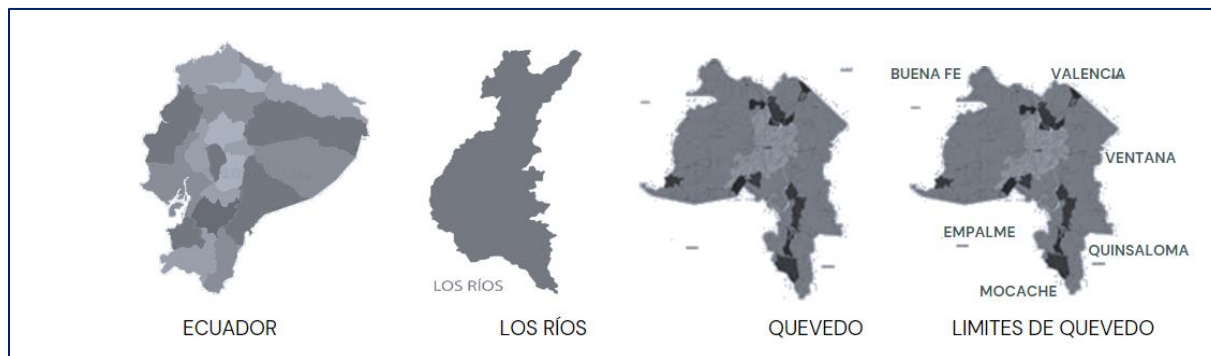 BUENA FE
VALENCIA
VENTANA
EMPALME
QUINSALOMA
LOS RÍOS
MOCACHE
ECUADOR
LOS RÍOS
QUEVEDO
LIMITES DE QUEVEDO